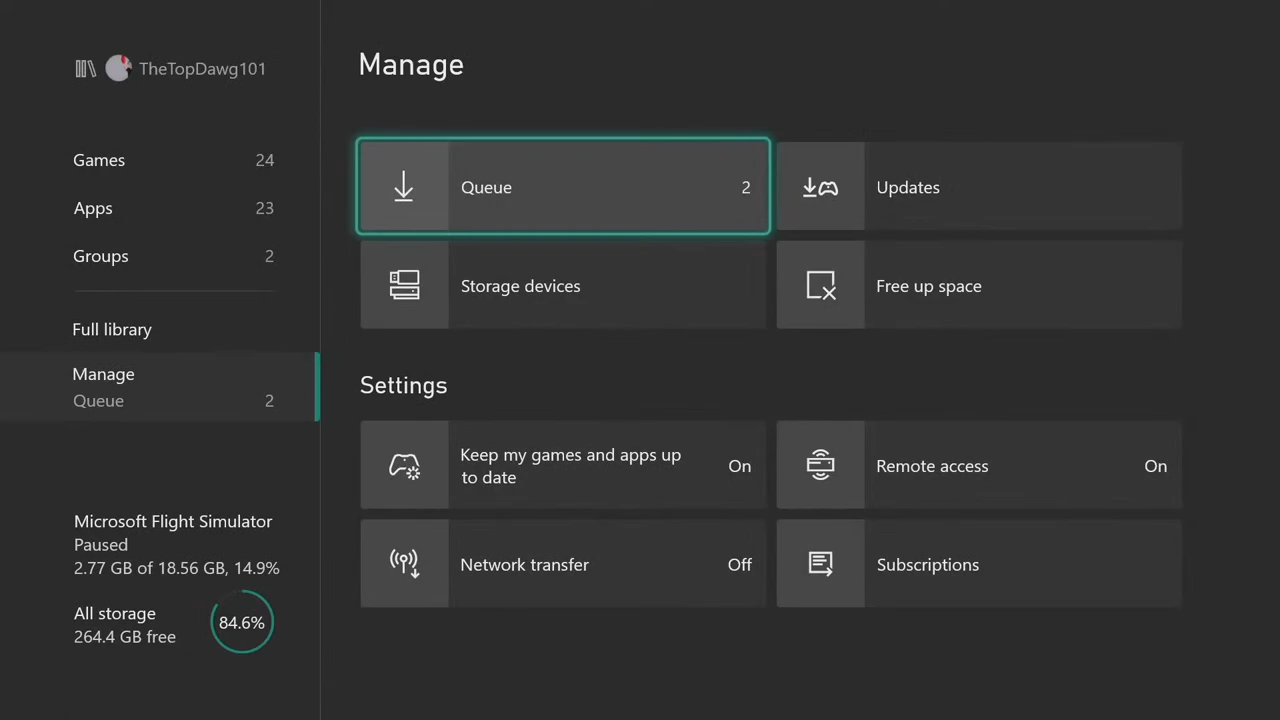 TheTopDawg101
Games 24
Apps 23
Groups 2
Full library
Manage
Queue 2
Microsoft Flight Simulator
Paused
2.77 GB of 18.56 GB, 14.9%
All storage
264.4 GB free
84.6%
Manage
Queue 2
Updates
Storage devices
Free up space
Settings
Keep my games and apps up
to date
On
Remote access On
Network transfer Off
Subscriptions